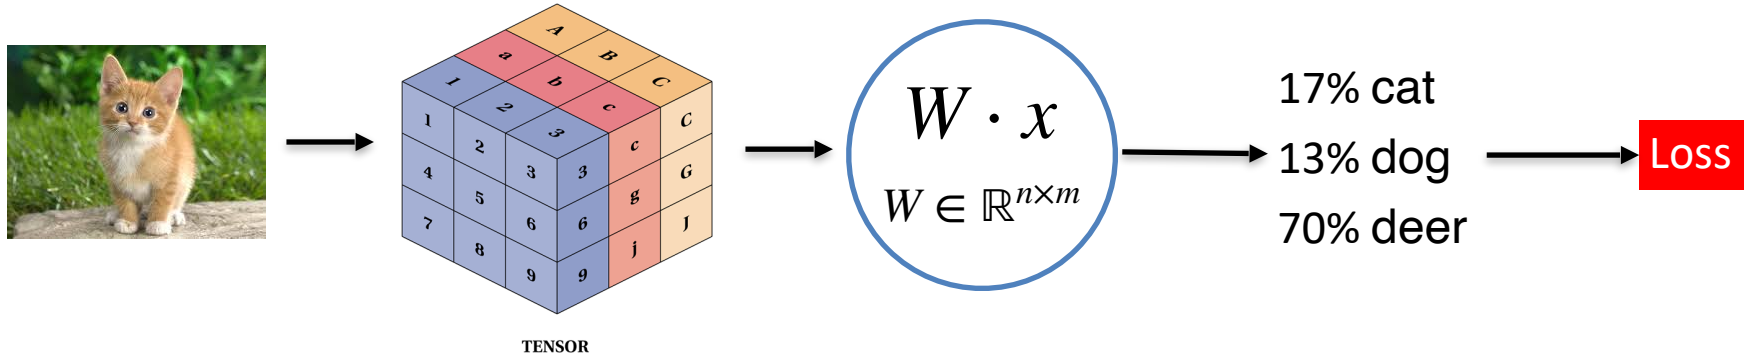 A B C
a b c
1 2 3
1 2 3 3 c C
4 5 6 6 g G
7 8 9 9 j J
TENSOR
W · x
W ∈ ℝⁿˣᵐ
17% cat
13% dog
70% deer
Loss